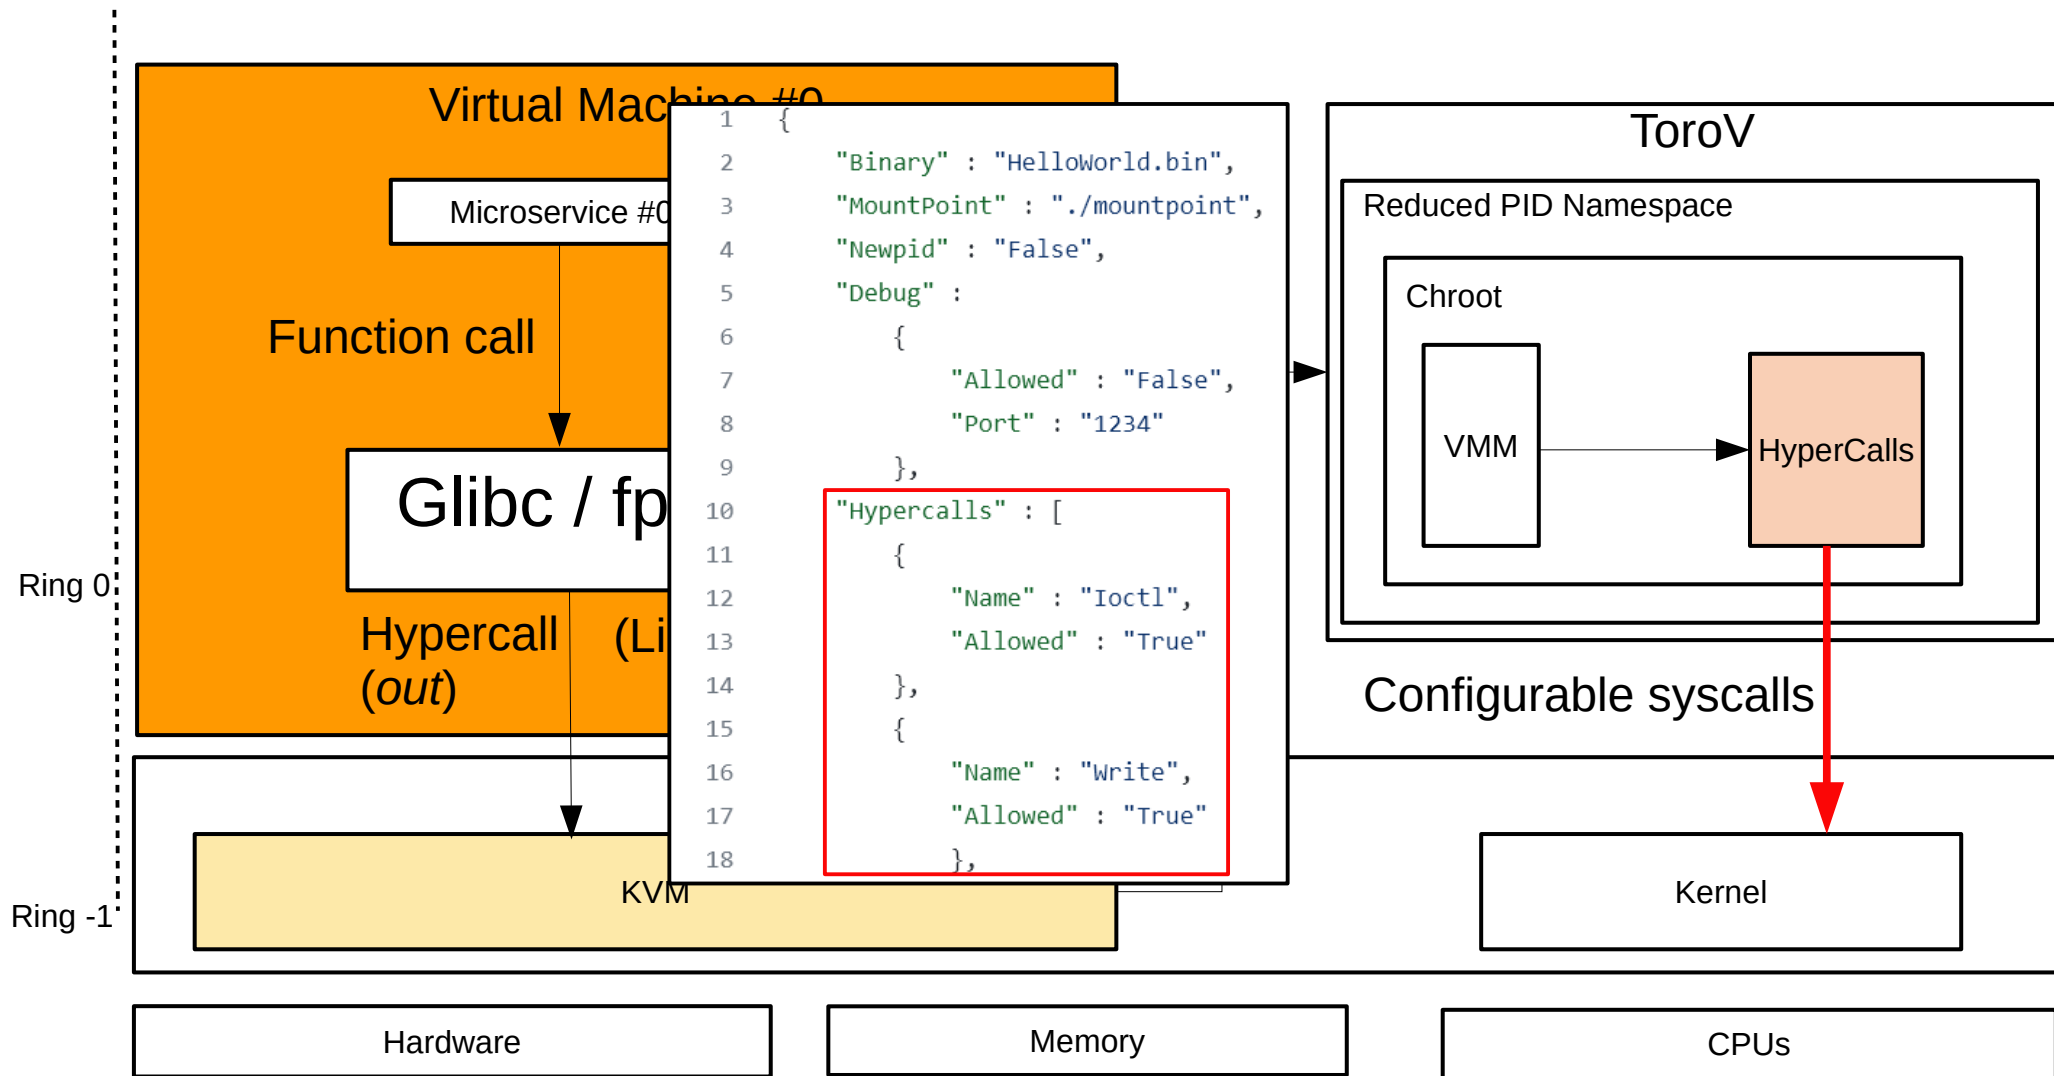 Virtual Machine #0
Microservice #0
Function call
Glibc / fp
Hypercall (Li
(out)
Ring 0
Ring -1
KVM
1 {
2 "Binary" : "HelloWorld.bin",
3 "MountPoint" : "./mountpoint",
4 "Newpid" : "False",
5 "Debug" :
6 {
7 "Allowed" : "False",
8 "Port" : "1234"
9 },
10 "Hypercalls" : [
11 {
12 "Name" : "Ioctl",
13 "Allowed" : "True"
14 },
15 {
16 "Name" : "Write",
17 "Allowed" : "True"
18 },
ToroV
Reduced PID Namespace
Chroot
VMM
HyperCalls
Configurable syscalls
Kernel
Hardware
Memory
CPUs